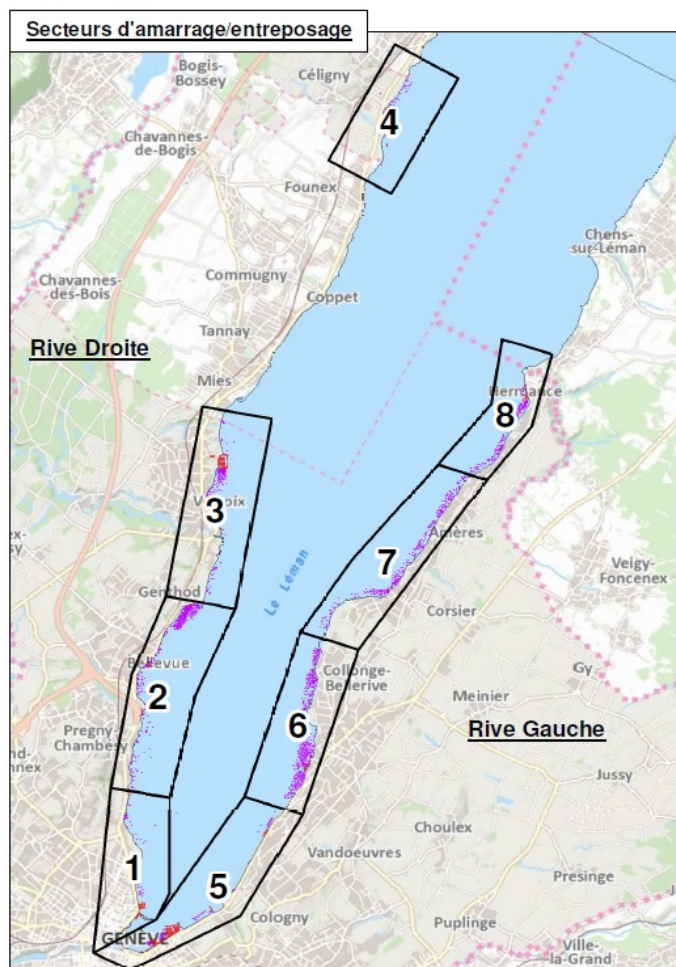 Secteurs d'amarrage/entreposage
Bogis-
Bossey
Céligny
4
Chavannes-
de-Bogis
Founex
Chens-
sur-Léman
Commugny
Chavannes-
des-Bois
Coppet
Tannay
Rive Droite
Mies
Hermance
8
3
7
Anières
Le Léman
Veigy-
Foncenex
Genthod
Corsier
Bellevue
Collonge-
Bellerive
Gy
2
Meinier
Pregny-
Chambésy
6
Rive Gauche
Jussy
Choulex
Vandoeuvres
1
5
Presinge
Cologny
Puplinge
GENÈVE
Ville-
la-Grand